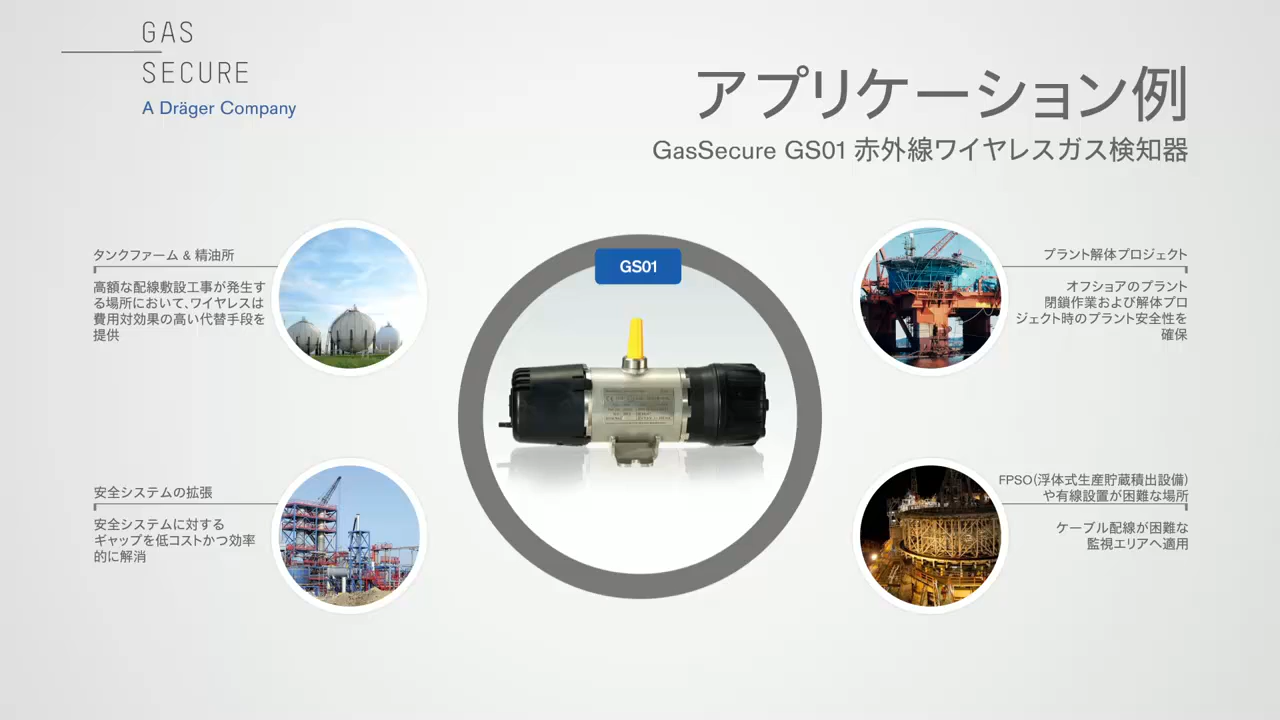 GAS
SECURE
A Dräger Company
アプリケーション例
GasSecure GS01 赤外線ワイヤレスガス検知器
タンクファーム & 精油所
高額な配線敷設工事が発生す
る場所において、ワイヤレスは
費用対効果の高い代替手段を
提供
安全システムの拡張
安全システムに対する
ギャップを低コストかつ効率
的に解消
GS01
プラント解体プロジェクト
オフショアのプラント
閉鎖作業および解体プロ
ジェクト時のプラント安全性を
確保
FPSO(浮体式生産貯蔵積出設備)
や有線設置が困難な場所
ケーブル配線が困難な
監視エリアへ適用